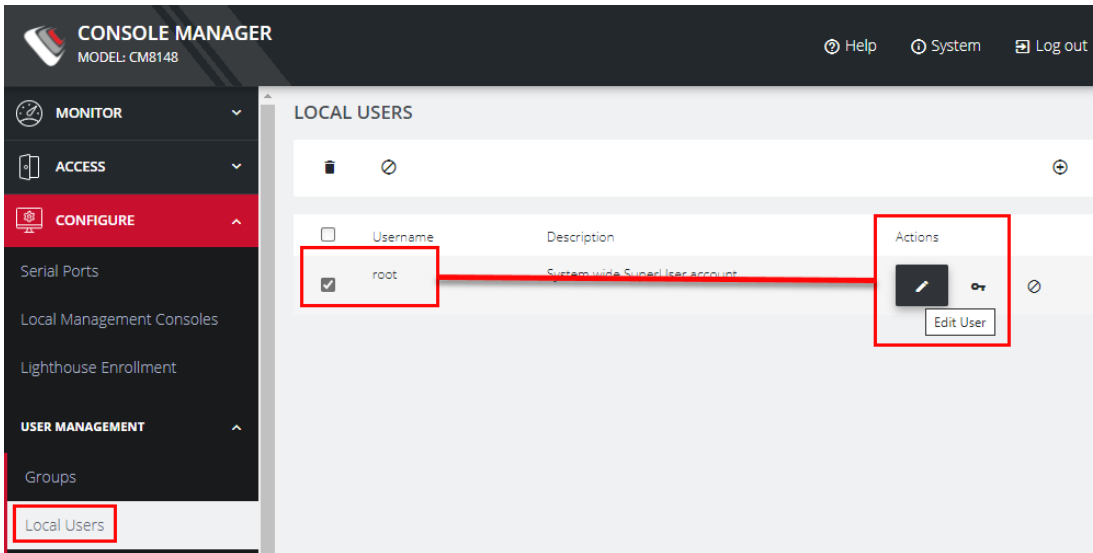 CONSOLE MANAGER
MODEL: CM8148
Help
System
Log out
MONITOR
ACCESS
CONFIGURE
Serial Ports
Local Management Consoles
Lighthouse Enrollment
USER MANAGEMENT
Groups
Local Users
LOCAL USERS
Username Description Actions
root System wide SuperUser account
Edit User